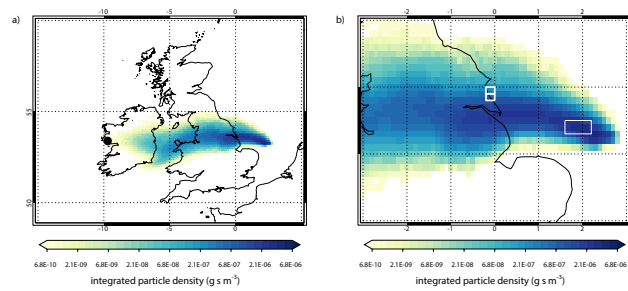 a)
-10 -5 0
55
50
-10 -5 0
6.8E-10 2.1E-09 6.8E-09 2.1E-08 6.8E-08 2.1E-07 6.8E-07 2.1E-06 6.8E-06
integrated particle density (g s m⁻³)
b)
-1 0 1 2
-1 0 1 2
6.8E-10 2.1E-09 6.8E-09 2.1E-08 6.8E-08 2.1E-07 6.8E-07 2.1E-06 6.8E-06
integrated particle density (g s m⁻³)